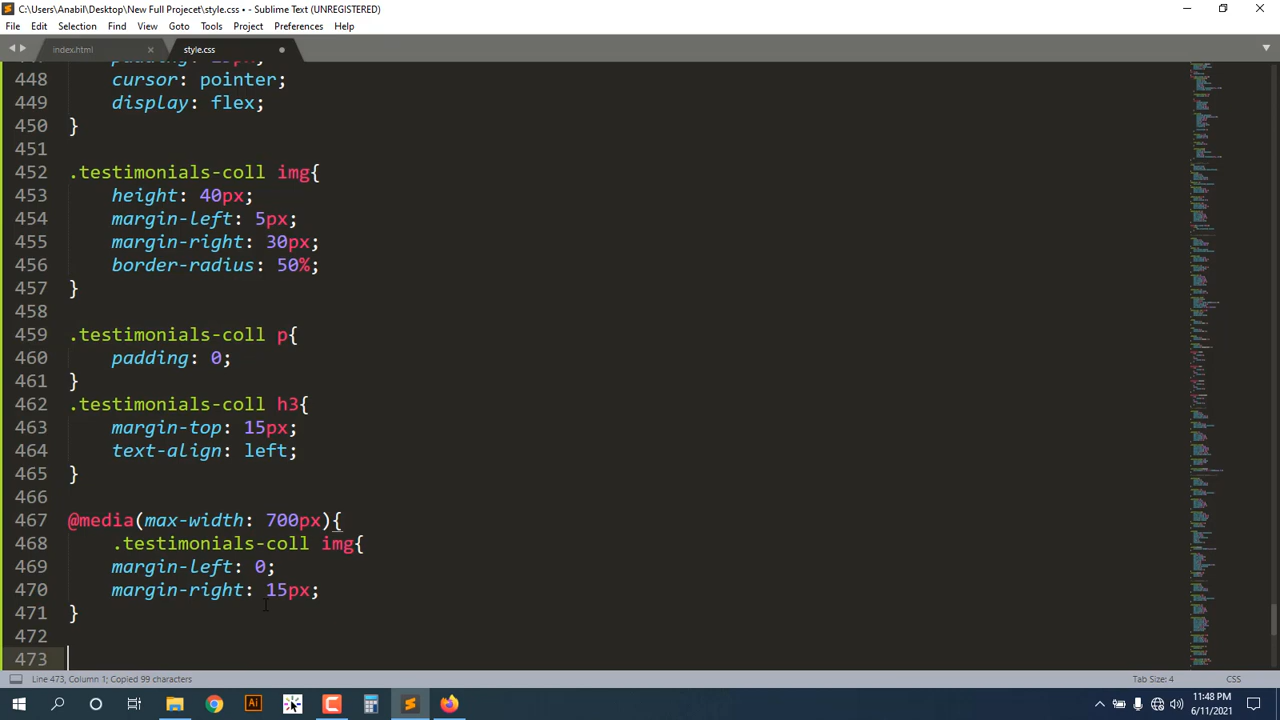 C:\Users\Anabil\Desktop\New Full Projecet\style.css • - Sublime Text (UNREGISTERED)
File Edit Selection Find View Goto Tools Project Preferences Help
index.html style.css
448 cursor: pointer;
449 display: flex;
450 }
451
452 .testimonials-coll img{
453 height: 40px;
454 margin-left: 5px;
455 margin-right: 30px;
456 border-radius: 50%;
457 }
458
459 .testimonials-coll p{
460 padding: 0;
461 }
462 .testimonials-coll h3{
463 margin-top: 15px;
464 text-align: left;
465 }
466
467 @media(max-width: 700px){
468 .testimonials-coll img{
469 margin-left: 0;
470 margin-right: 15px;
471 }
472
473
Line 473, Column 1; Copied 99 characters Tab Size: 4 CSS
11:48 PM
6/11/2021